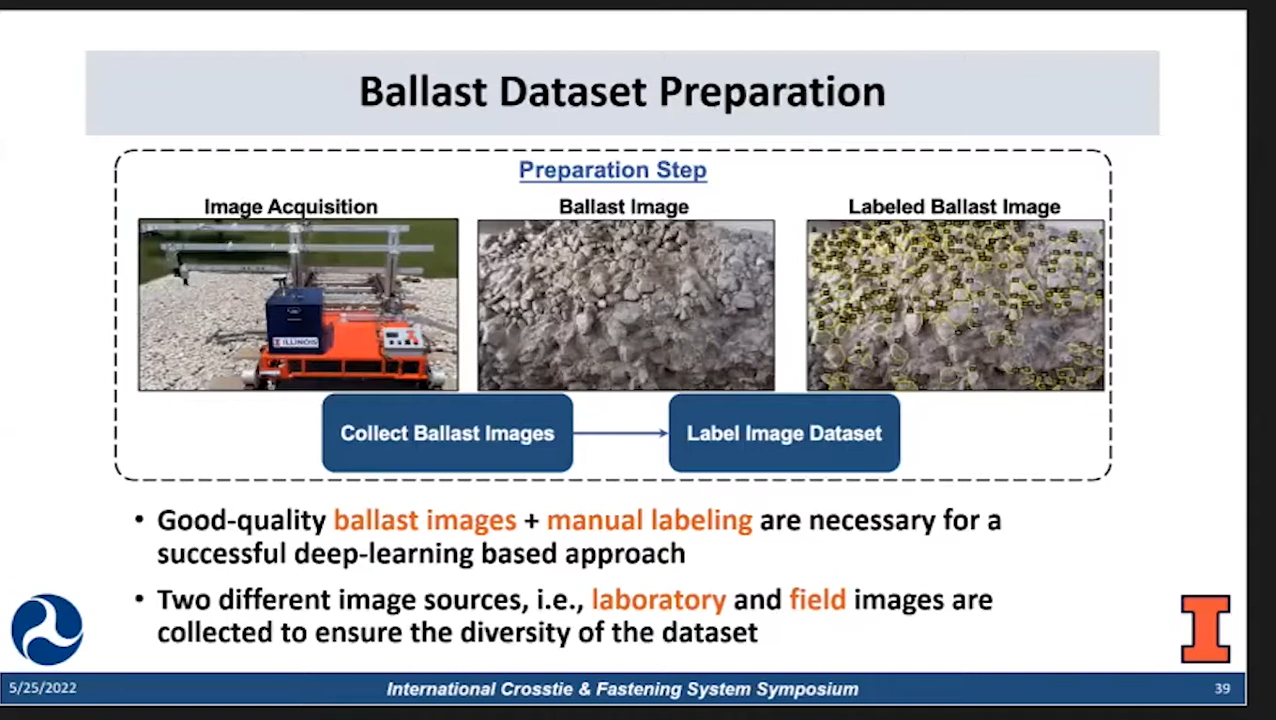 Ballast Dataset Preparation
Preparation Step
Image Acquisition
Ballast Image
Labeled Ballast Image
ILLINOIS
Collect Ballast Images
Label Image Dataset
• Good-quality ballast images + manual labeling are necessary for a
successful deep-learning based approach
• Two different image sources, i.e., laboratory and field images are
collected to ensure the diversity of the dataset
5/25/2022
International Crosstie & Fastening System Symposium
39